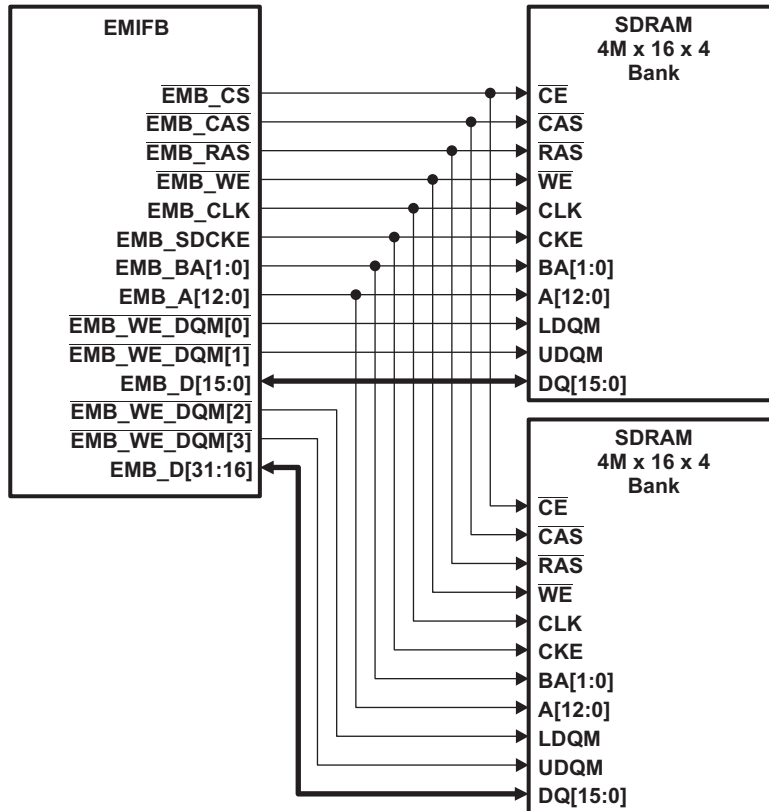 EMIFB
EMB_CS
EMB_CAS
EMB_RAS
EMB_WE
EMB_CLK
EMB_SDCKE
EMB_BA[1:0]
EMB_A[12:0]
EMB_WE_DQM[0]
EMB_WE_DQM[1]
EMB_D[15:0]
EMB_WE_DQM[2]
EMB_WE_DQM[3]
EMB_D[31:16]
SDRAM
4M x 16 x 4
Bank
CE
CAS
RAS
WE
CLK
CKE
BA[1:0]
A[12:0]
LDQM
UDQM
DQ[15:0]
SDRAM
4M x 16 x 4
Bank
CE
CAS
RAS
WE
CLK
CKE
BA[1:0]
A[12:0]
LDQM
UDQM
DQ[15:0]